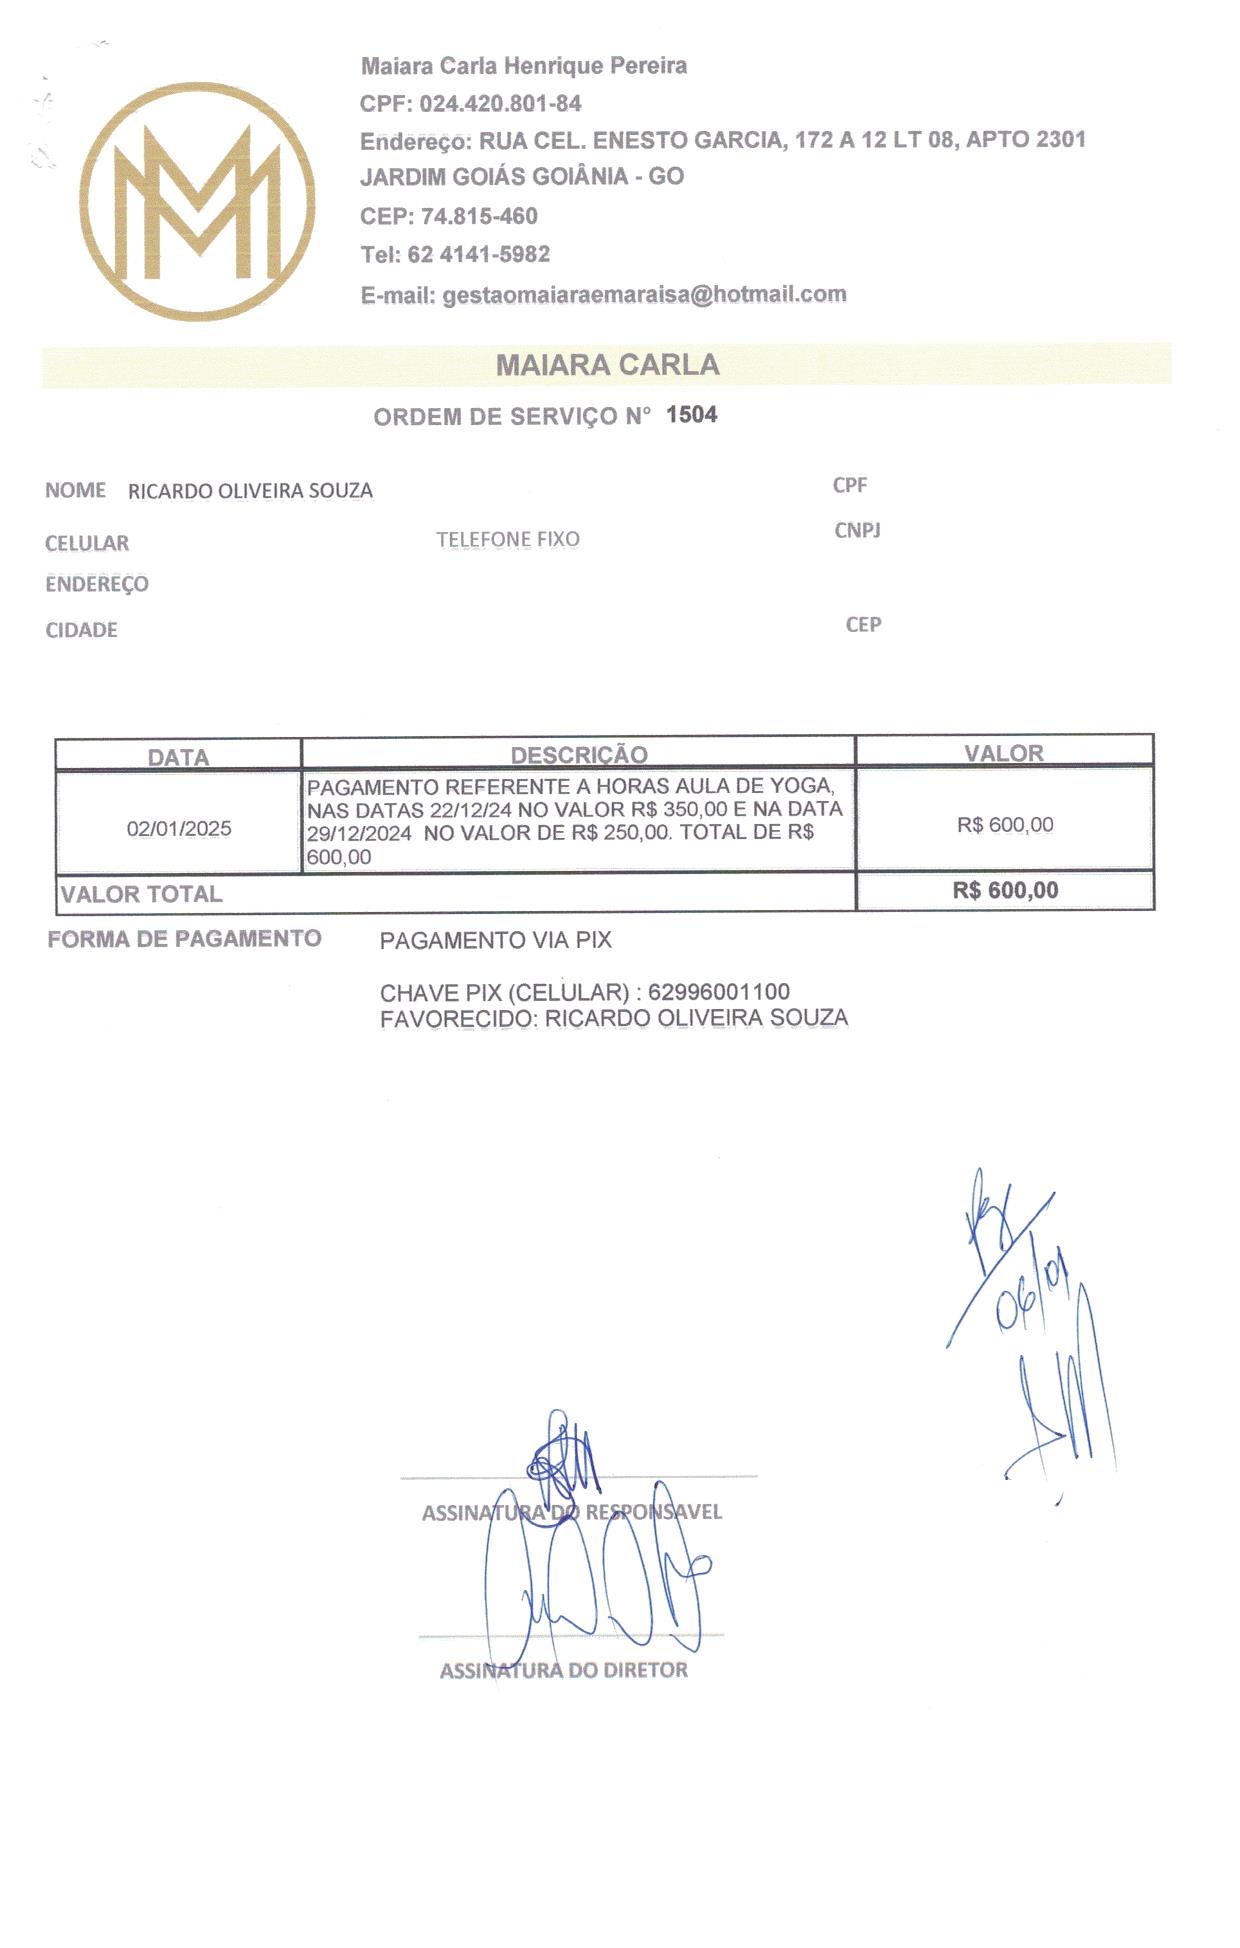 Maiara Carla Henrique Pereira
CPF: 024.420.801-84
Endereço: RUA CEL. ENESTO GARCIA, 172 A 12 LT 08, APTO 2301
JARDIM GOIÁS GOIÂNIA - GO
CEP: 74.815-460
Tel: 62 4141-5982
E-mail: gestaomaiaraemaraisa@hotmail.com
MM
MAIARA CARLA
ORDEM DE SERVIÇO N° 1504
NOME RICARDO OLIVEIRA SOUZA CPF
CELULAR TELEFONE FIXO CNPJ
ENDEREÇO
CIDADE CEP
DATA DESCRIÇÃO VALOR
PAGAMENTO REFERENTE A HORAS AULA DE YOGA,
NAS DATAS 22/12/24 NO VALOR R$ 350,00 E NA DATA
02/01/2025 29/12/2024 NO VALOR DE R$ 250,00. TOTAL DE R$ R$ 600,00
600,00
VALOR TOTAL R$ 600,00
FORMA DE PAGAMENTO PAGAMENTO VIA PIX
CHAVE PIX (CELULAR) : 62996001100
FAVORECIDO: RICARDO OLIVEIRA SOUZA
06/01
ASSINATURA DO RESPONSAVEL
ASSINATURA DO DIRETOR